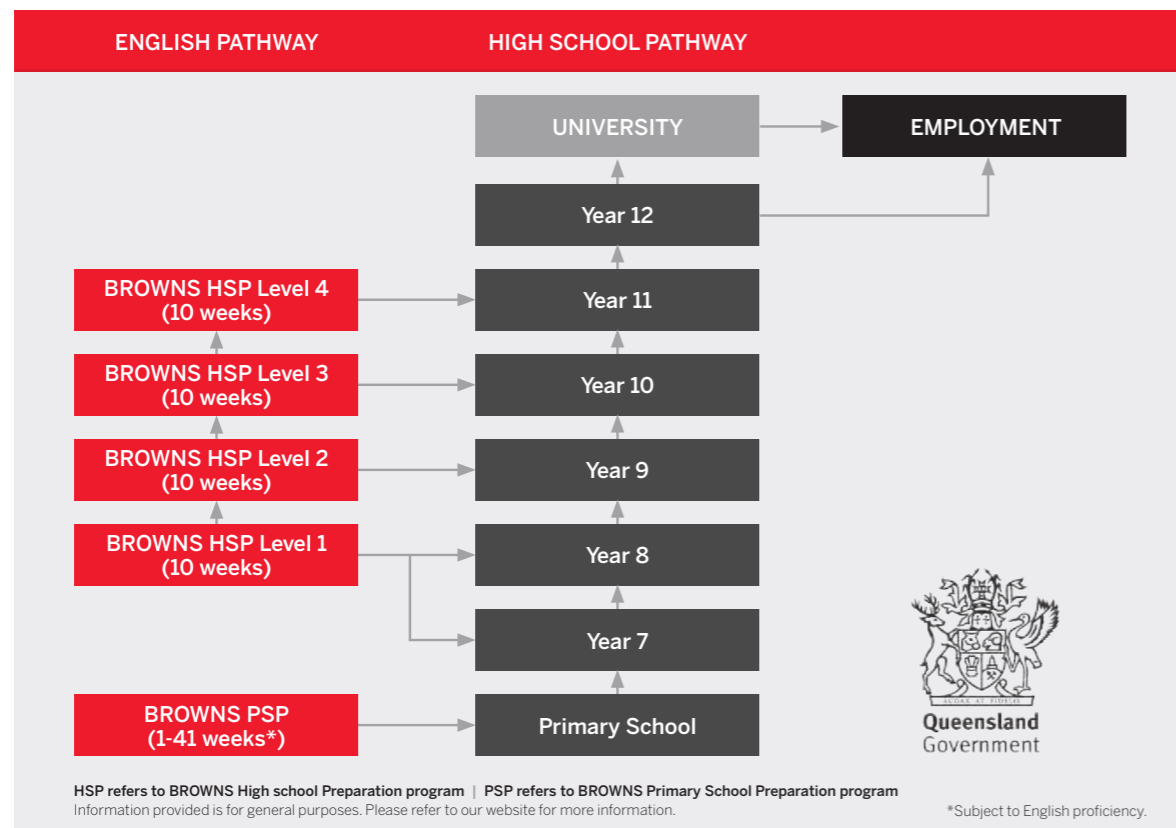 ENGLISH PATHWAY
HIGH SCHOOL PATHWAY
UNIVERSITY
EMPLOYMENT
Year 12
BROWNS HSP Level 4
(10 weeks)
Year 11
BROWNS HSP Level 3
(10 weeks)
Year 10
BROWNS HSP Level 2
(10 weeks)
Year 9
BROWNS HSP Level 1
(10 weeks)
Year 8
Year 7
BROWNS PSP
(1-41 weeks*)
Primary School
AUDAX AT FIDELIS
Queensland
Government
HSP refers to BROWNS High school Preparation program | PSP refers to BROWNS Primary School Preparation program
Information provided is for general purposes. Please refer to our website for more information.
*Subject to English proficiency.